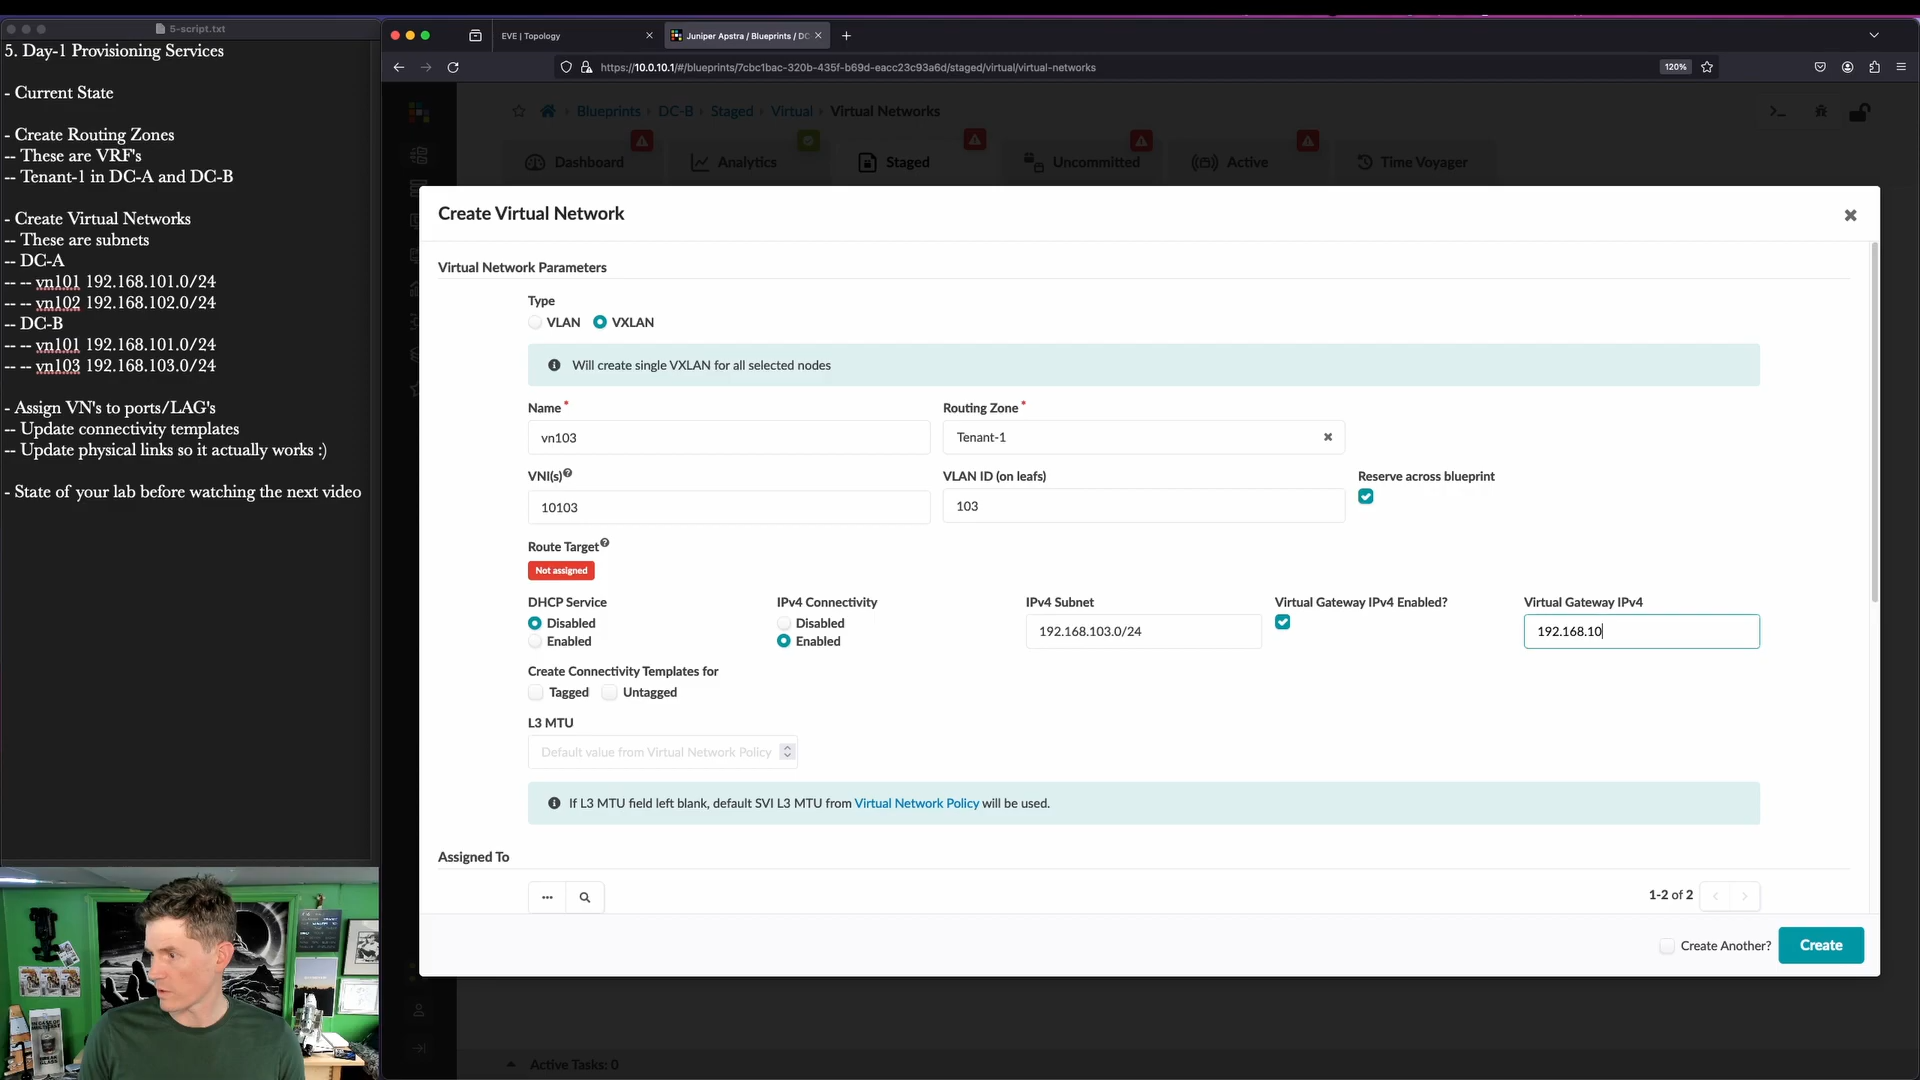 5-script.txt
5. Day-1 Provisioning Services
- Current State
- Create Routing Zones
-- These are VRF's
-- Tenant-1 in DC-A and DC-B
- Create Virtual Networks
-- These are subnets
-- DC-A
-- -- vn101 192.168.101.0/24
-- -- vn102 192.168.102.0/24
-- DC-B
-- -- vn101 192.168.101.0/24
-- -- vn103 192.168.103.0/24
- Assign VN's to ports/LAG's
-- Update connectivity templates
-- Update physical links so it actually works :)
- State of your lab before watching the next video
EVE | Topology
Juniper Apstra / Blueprints / DC
https://10.0.10.1/#/blueprints/7cbc1bac-320b-435f-b69d-eacc23c93a6d/staged/virtual/virtual-networks
120%
Blueprints DC-B Staged Virtual Virtual Networks
Dashboard Analytics Staged Uncommitted Active Time Voyager
Create Virtual Network
Virtual Network Parameters
Type
VLAN VXLAN
Will create single VXLAN for all selected nodes
Name * Routing Zone *
vn103 Tenant-1
VNI(s) VLAN ID (on leafs) Reserve across blueprint
10103 103
Route Target
Not assigned
DHCP Service IPv4 Connectivity IPv4 Subnet Virtual Gateway IPv4 Enabled? Virtual Gateway IPv4
Disabled Disabled 192.168.103.0/24 192.168.10
Enabled Enabled
Create Connectivity Templates for
Tagged Untagged
L3 MTU
Default value from Virtual Network Policy
If L3 MTU field left blank, default SVI L3 MTU from Virtual Network Policy will be used.
Assigned To
1-2 of 2
Create Another? Create
Active Tasks: 0